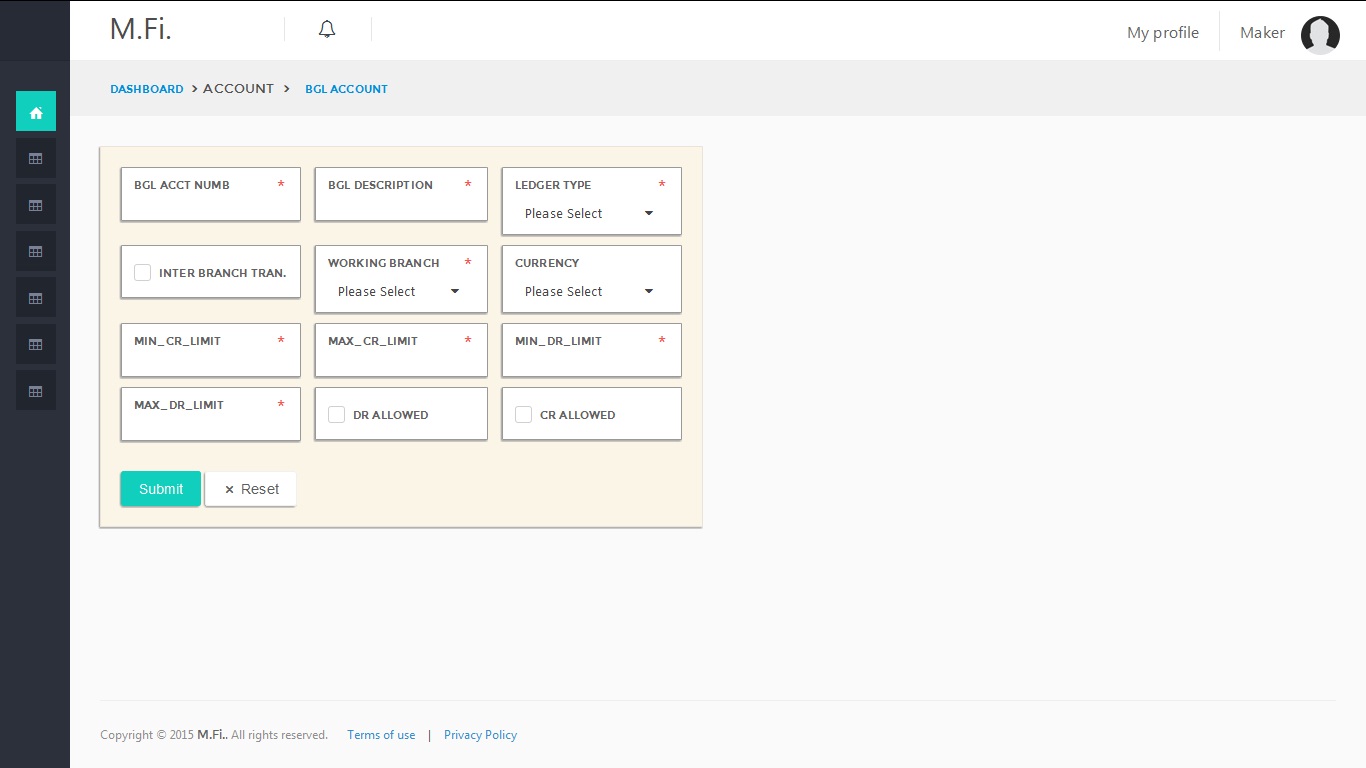 M.Fi.
My profile
Maker
DASHBOARD > ACCOUNT > BGL ACCOUNT
BGL ACCT NUMB *
BGL DESCRIPTION *
LEDGER TYPE *
Please Select
INTER BRANCH TRAN.
WORKING BRANCH *
Please Select
CURRENCY
Please Select
MIN_CR_LIMIT *
MAX_CR_LIMIT *
MIN_DR_LIMIT *
MAX_DR_LIMIT *
DR ALLOWED
CR ALLOWED
Submit
× Reset
Copyright © 2015 M.Fi.. All rights reserved. Terms of use | Privacy Policy